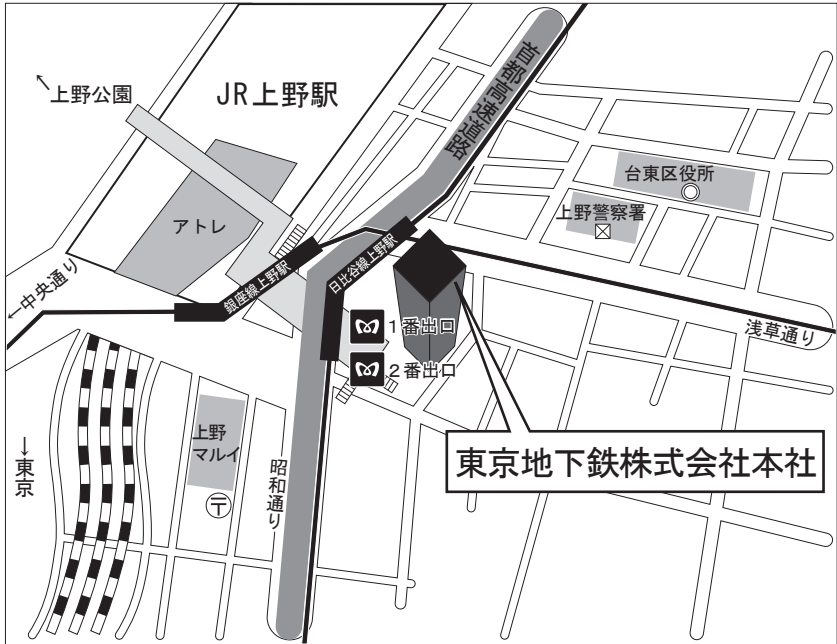 首都高速道路
JR上野駅
↖上野公園
台東区役所
上野警察署
アトレ
銀座線上野駅
日比谷線上野駅
←中央通り
浅草通り
1番出口
2番出口
上野
マルイ
〒
昭和通り
←東京
東京地下鉄株式会社本社